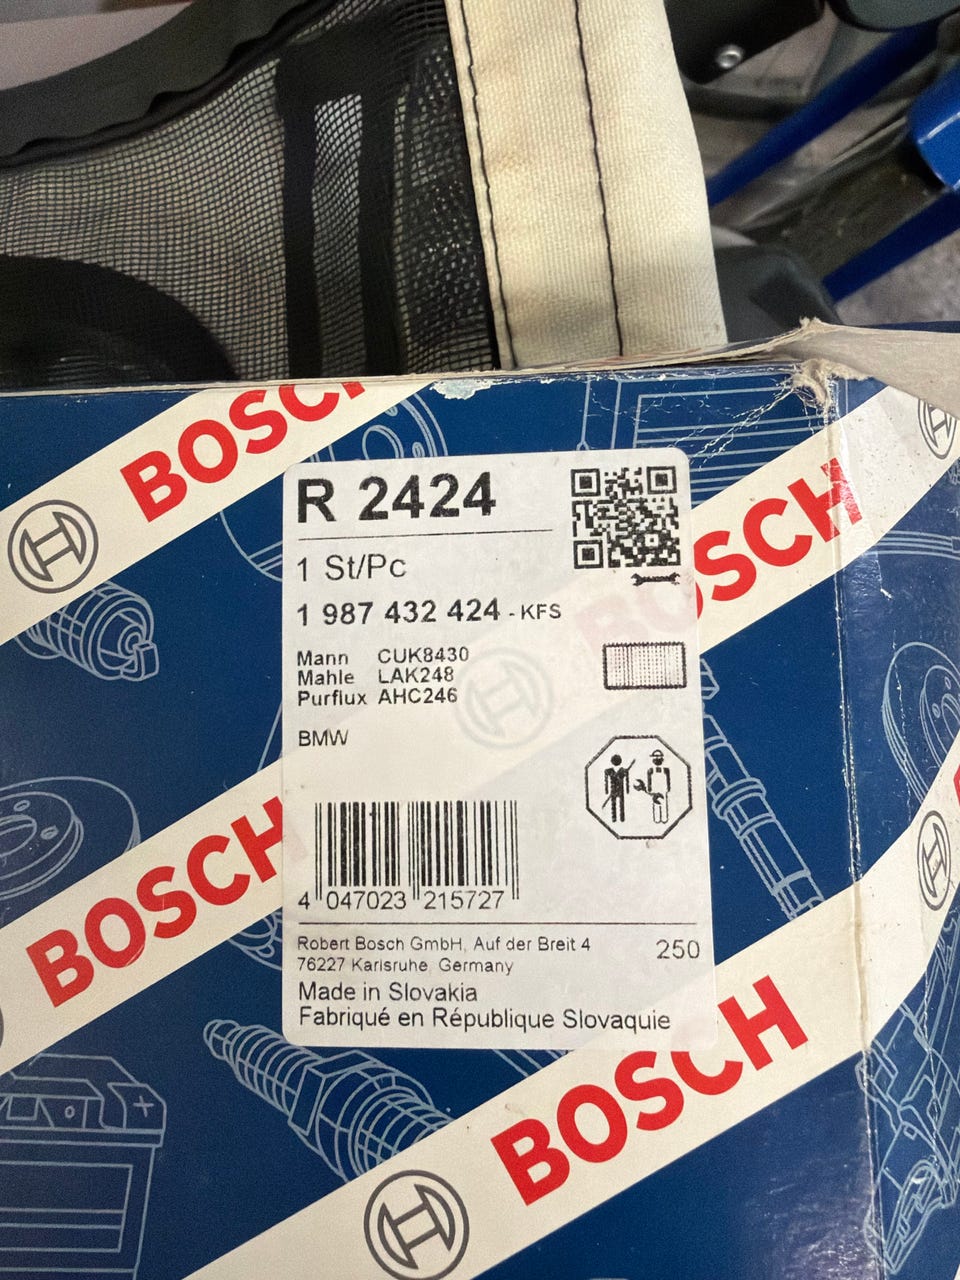 BOSCH
R 2424
1 St/Pc
BOSCH
1 987 432 424 - KFS
Mann CUK8430
Mahle LAK248
Purflux AHC246
BMW
BOSCH
4 047023 215727
Robert Bosch GmbH, Auf der Breit 4
76227 Karlsruhe, Germany
250
Made in Slovakia
Fabriqué en République Slovaquie
BOSCH